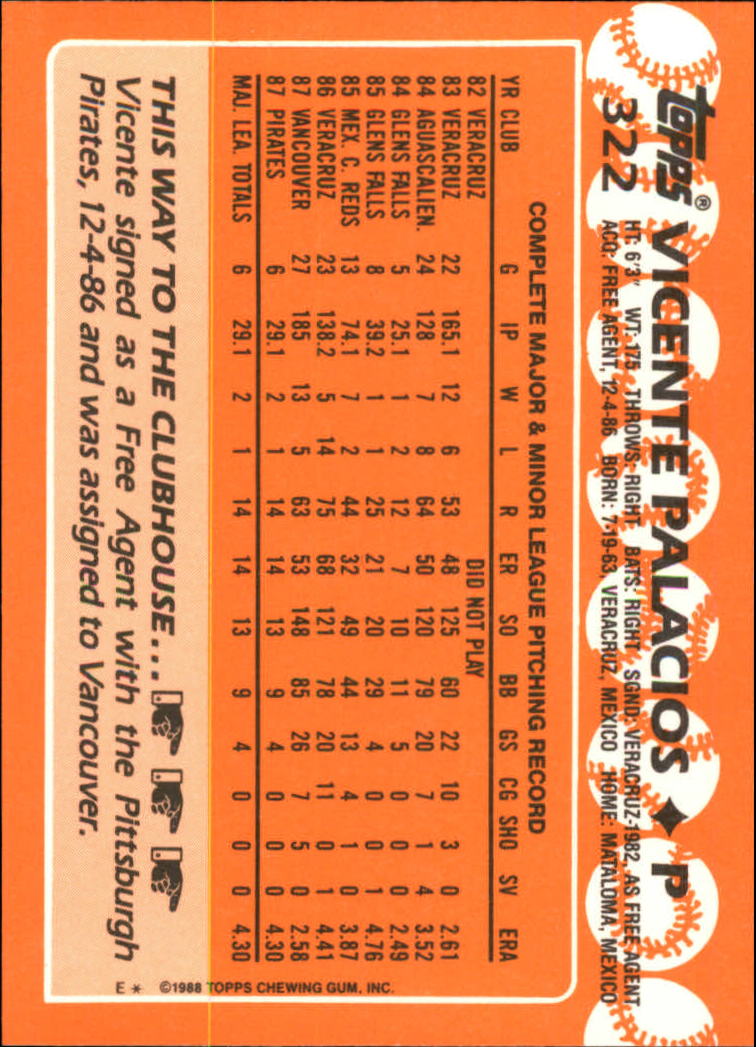 topps® VICENTE PALACIOS ♦ P
322 HT: 6'3" WT: 175 THROWS: RIGHT BATS: RIGHT SGND: VERACRUZ-1982, AS FREE AGENT
ACQ: FREE AGENT, 12-4-86 BORN: 7-19-63, VERACRUZ, MEXICO HOME: MATALOMA, MEXICO
COMPLETE MAJOR & MINOR LEAGUE PITCHING RECORD
YR CLUB G IP W L R ER SO BB GS CG SHO SV ERA
82 VERACRUZ DID NOT PLAY
83 VERACRUZ 22 165.1 12 6 53 48 125 60 22 10 3 0 2.61
84 AGUASCALIEN. 24 128 7 8 64 50 120 79 20 7 1 4 3.52
84 GLENS FALLS 5 25.1 1 2 12 7 10 11 5 0 0 0 2.49
85 GLENS FALLS 8 39.2 1 1 25 21 20 29 4 0 0 1 4.76
85 MEX. C. REDS 13 74.1 7 2 44 32 49 44 13 4 1 0 3.87
86 VERACRUZ 23 138.2 5 14 75 68 121 78 20 11 0 1 4.41
87 VANCOUVER 27 185 13 5 63 53 148 85 26 7 5 0 2.58
87 PIRATES 6 29.1 2 1 14 14 13 9 4 0 0 0 4.30
MAJ. LEA. TOTALS 6 29.1 2 1 14 14 13 9 4 0 0 0 4.30
THIS WAY TO THE CLUBHOUSE...
Vicente signed as a Free Agent with the Pittsburgh
Pirates, 12-4-86 and was assigned to Vancouver.
E * ©1988 TOPPS CHEWING GUM, INC.